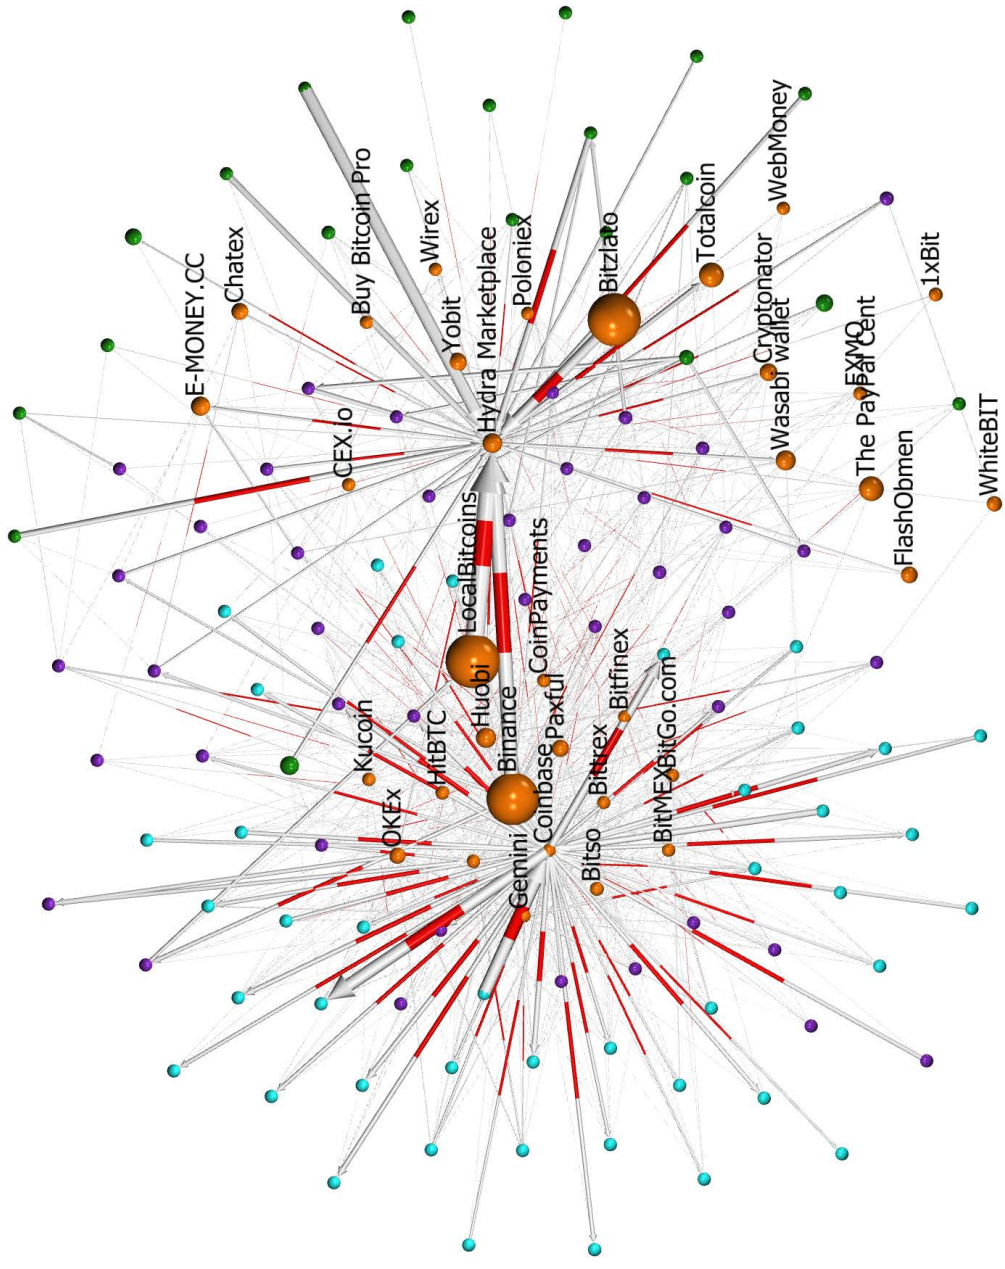 WebMoney
Buy Bitcoin Pro
Totalcoin
Wirex
Chatex
Poloniex
Bitzlato
1xBit
E-MONEY.CC
Hydra Marketplace
Cryptonator
Yobit
Wasabi wallet
EXMO
The PayPal Cent
CEX.io
WhiteBIT
FlashObmen
LocalBitcoins
CoinPayments
Huobi
Bitfinex
Binance
Paxful
BitGo.com
Kucoin
HitBTC
Bittrex
Coinbase
BitMEX
OKEx
Bitso
Gemini